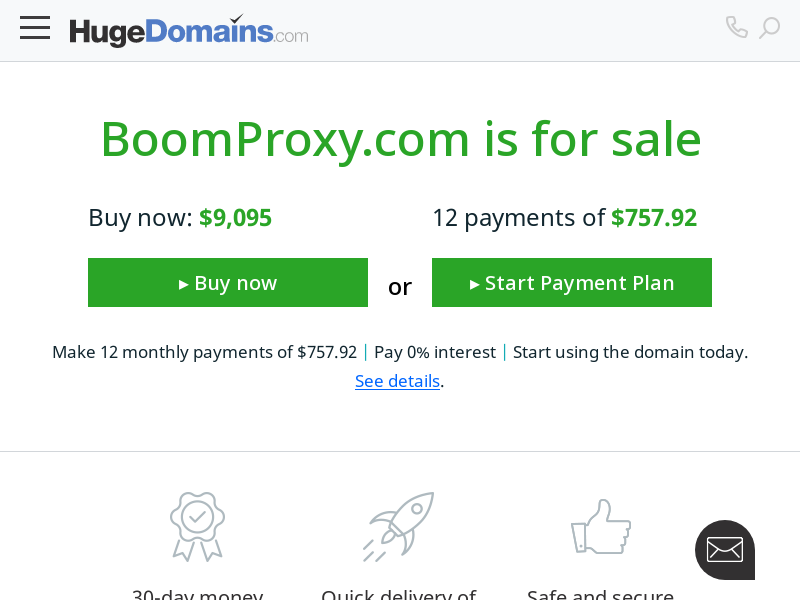 HugeDomains.com
BoomProxy.com is for sale
Buy now: $9,095
12 payments of $757.92
▸ Buy now
or
▸ Start Payment Plan
Make 12 monthly payments of $757.92 | Pay 0% interest | Start using the domain today.
See details.
30-day money
Quick delivery of
Safe and secure